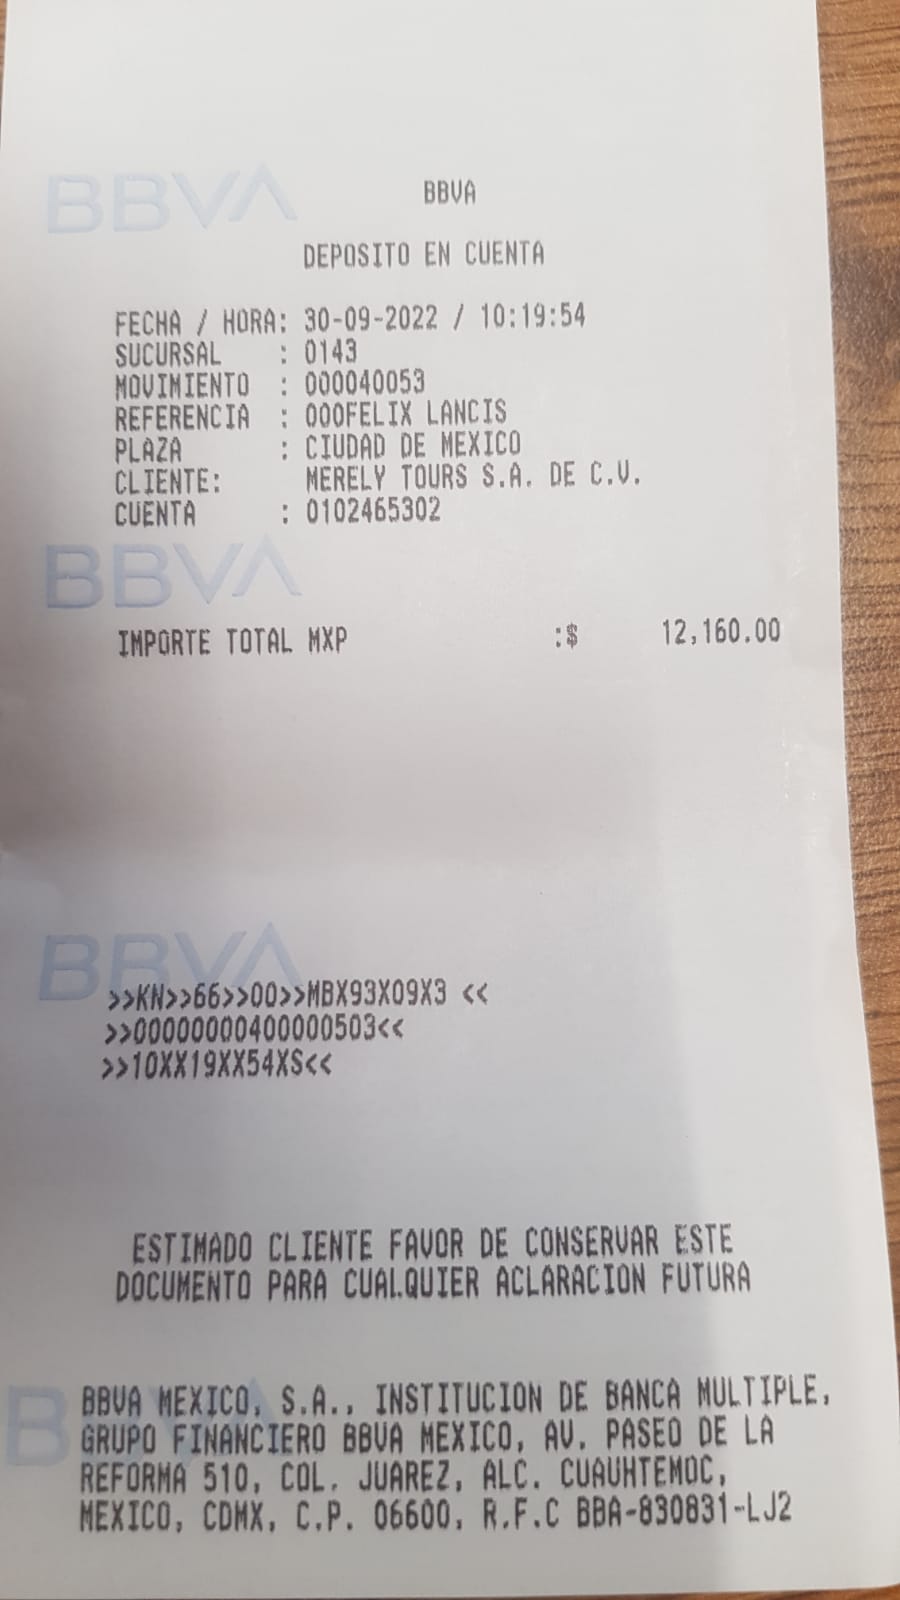 BBVA
BBVA
DEPOSITO EN CUENTA
FECHA / HORA: 30-09-2022 / 10:19:54
SUCURSAL : 0143
MOVIMIENTO : 000040053
REFERENCIA : 000FELIX LANCIS
PLAZA : CIUDAD DE MEXICO
CLIENTE: MERELY TOURS S.A. DE C.V.
CUENTA : 0102465302
BBVA
IMPORTE TOTAL MXP :$ 12,160.00
BBVA
>>KN>>66>>00>>MBX93X09X3 <<
>>00000000400000503<<
>>10XX19XX54XS<<
ESTIMADO CLIENTE FAVOR DE CONSERVAR ESTE
DOCUMENTO PARA CUALQUIER ACLARACION FUTURA
BBVA
BBVA MEXICO, S.A., INSTITUCION DE BANCA MULTIPLE,
GRUPO FINANCIERO BBVA MEXICO, AV. PASEO DE LA
REFORMA 510, COL. JUAREZ, ALC. CUAUHTEMOC,
MEXICO, CDMX, C.P. 06600, R.F.C BBA-830831-LJ2